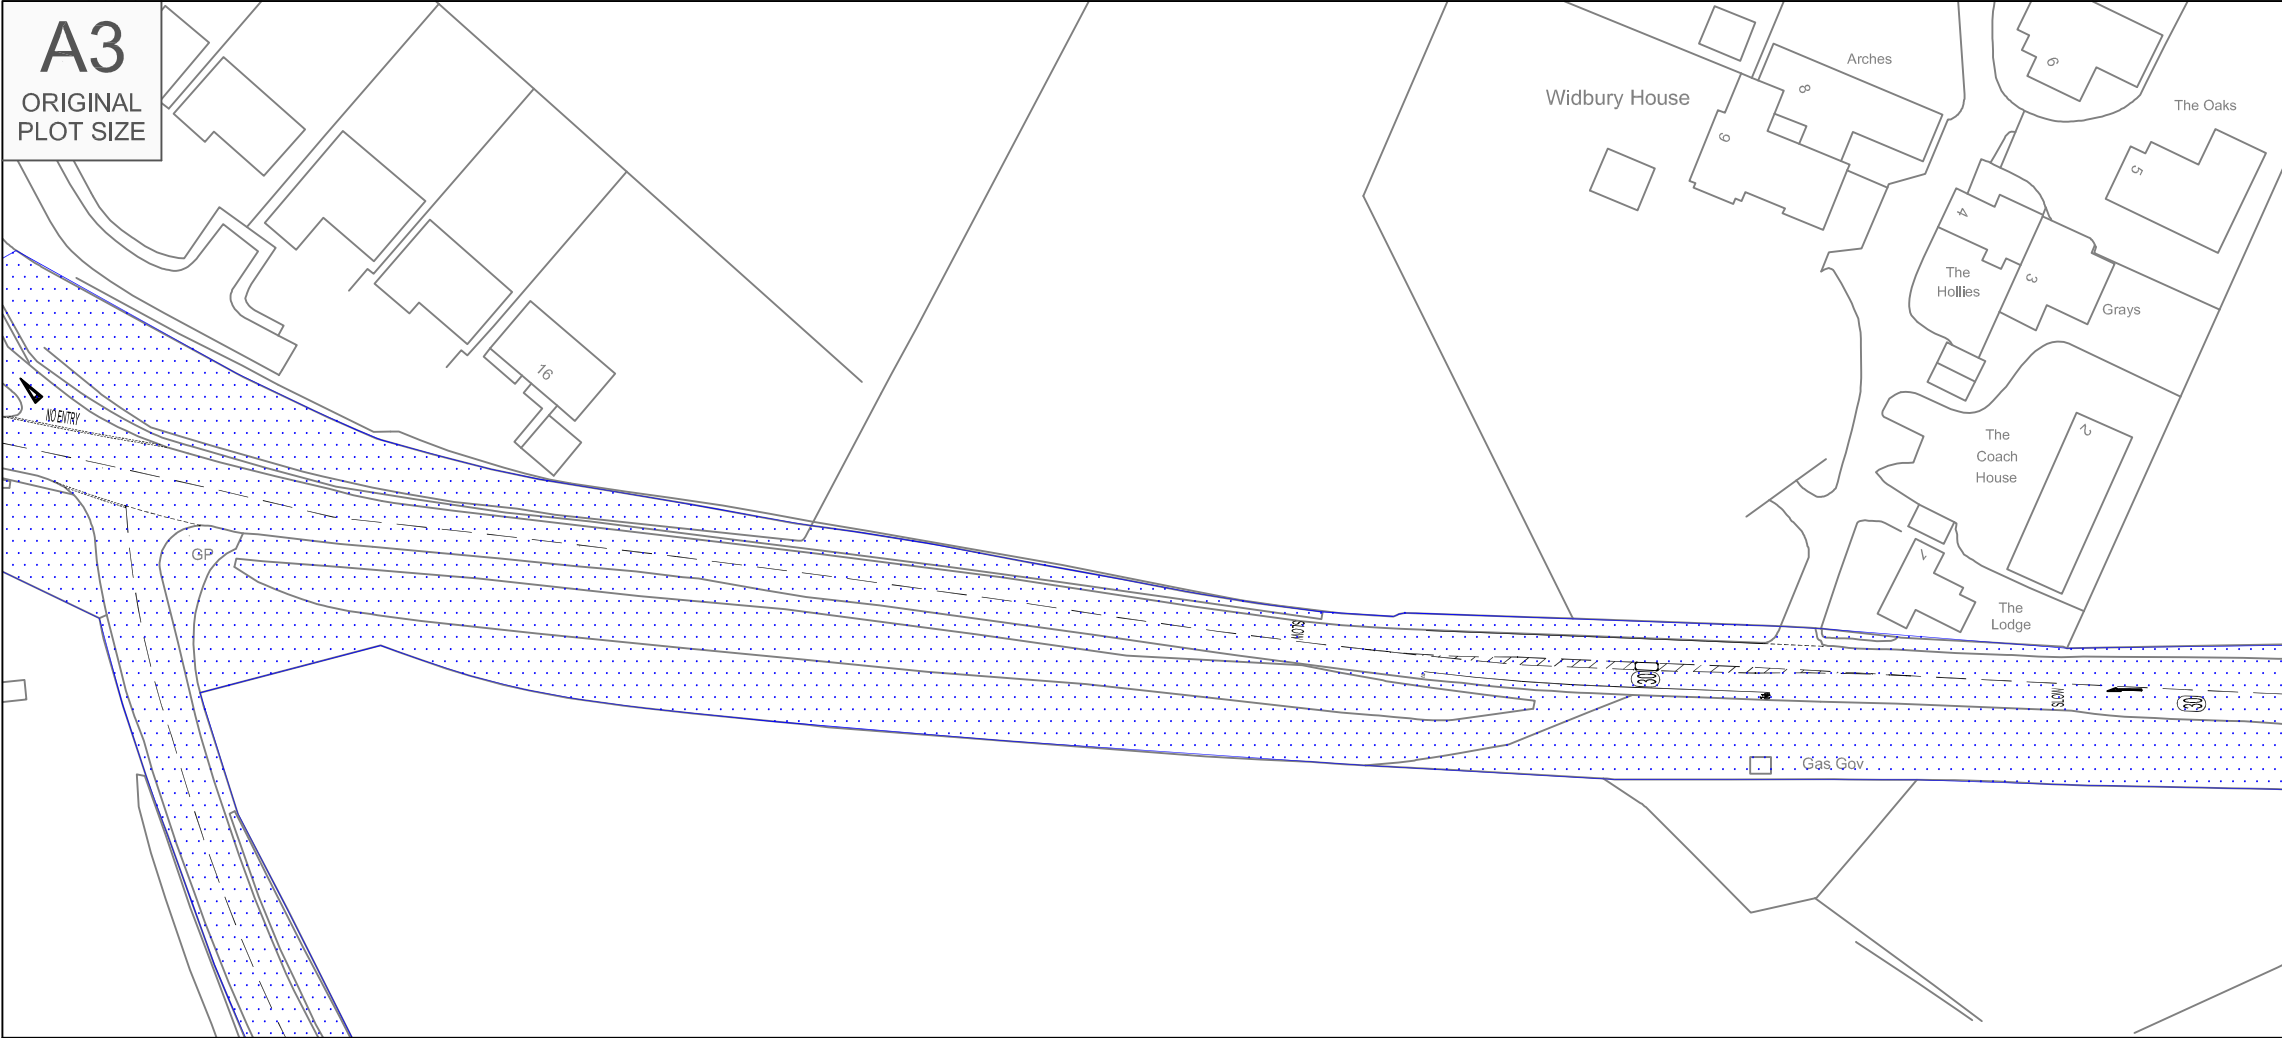 A3
ORIGINAL
PLOT SIZE
Widbury House
Arches
8
9
6
The Oaks
5
4
3
The
Hollies
Grays
2
The
Coach
House
1
The
Lodge
16
NO ENTRY
GP
SLOW
30
SLOW
30
Gas Gov